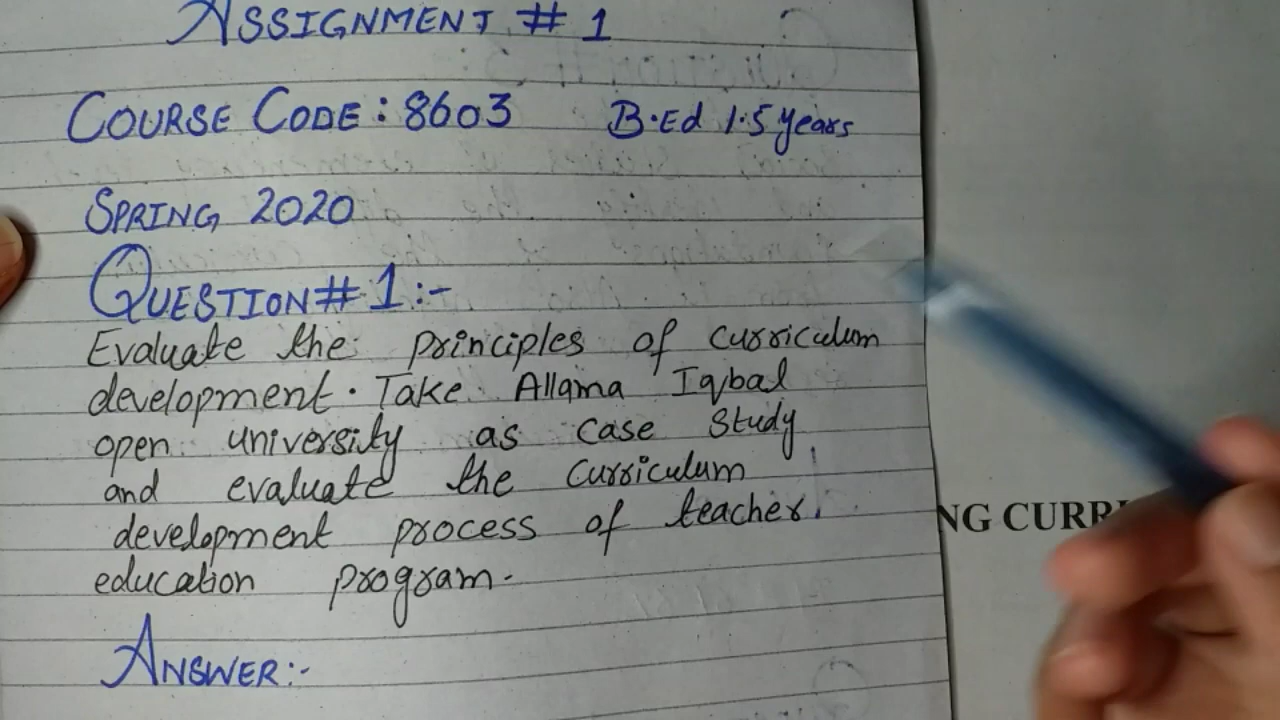 ASSIGNMENT # 1
COURSE CODE: 8603 B.Ed 1.5 years
SPRING 2020
QUESTION# 1:-
Evaluate the principles of curriculum
development. Take Allama Iqbal
open university as case study
and evaluate the curriculum
development process of teacher
education program.
NG CURR
ANSWER:-